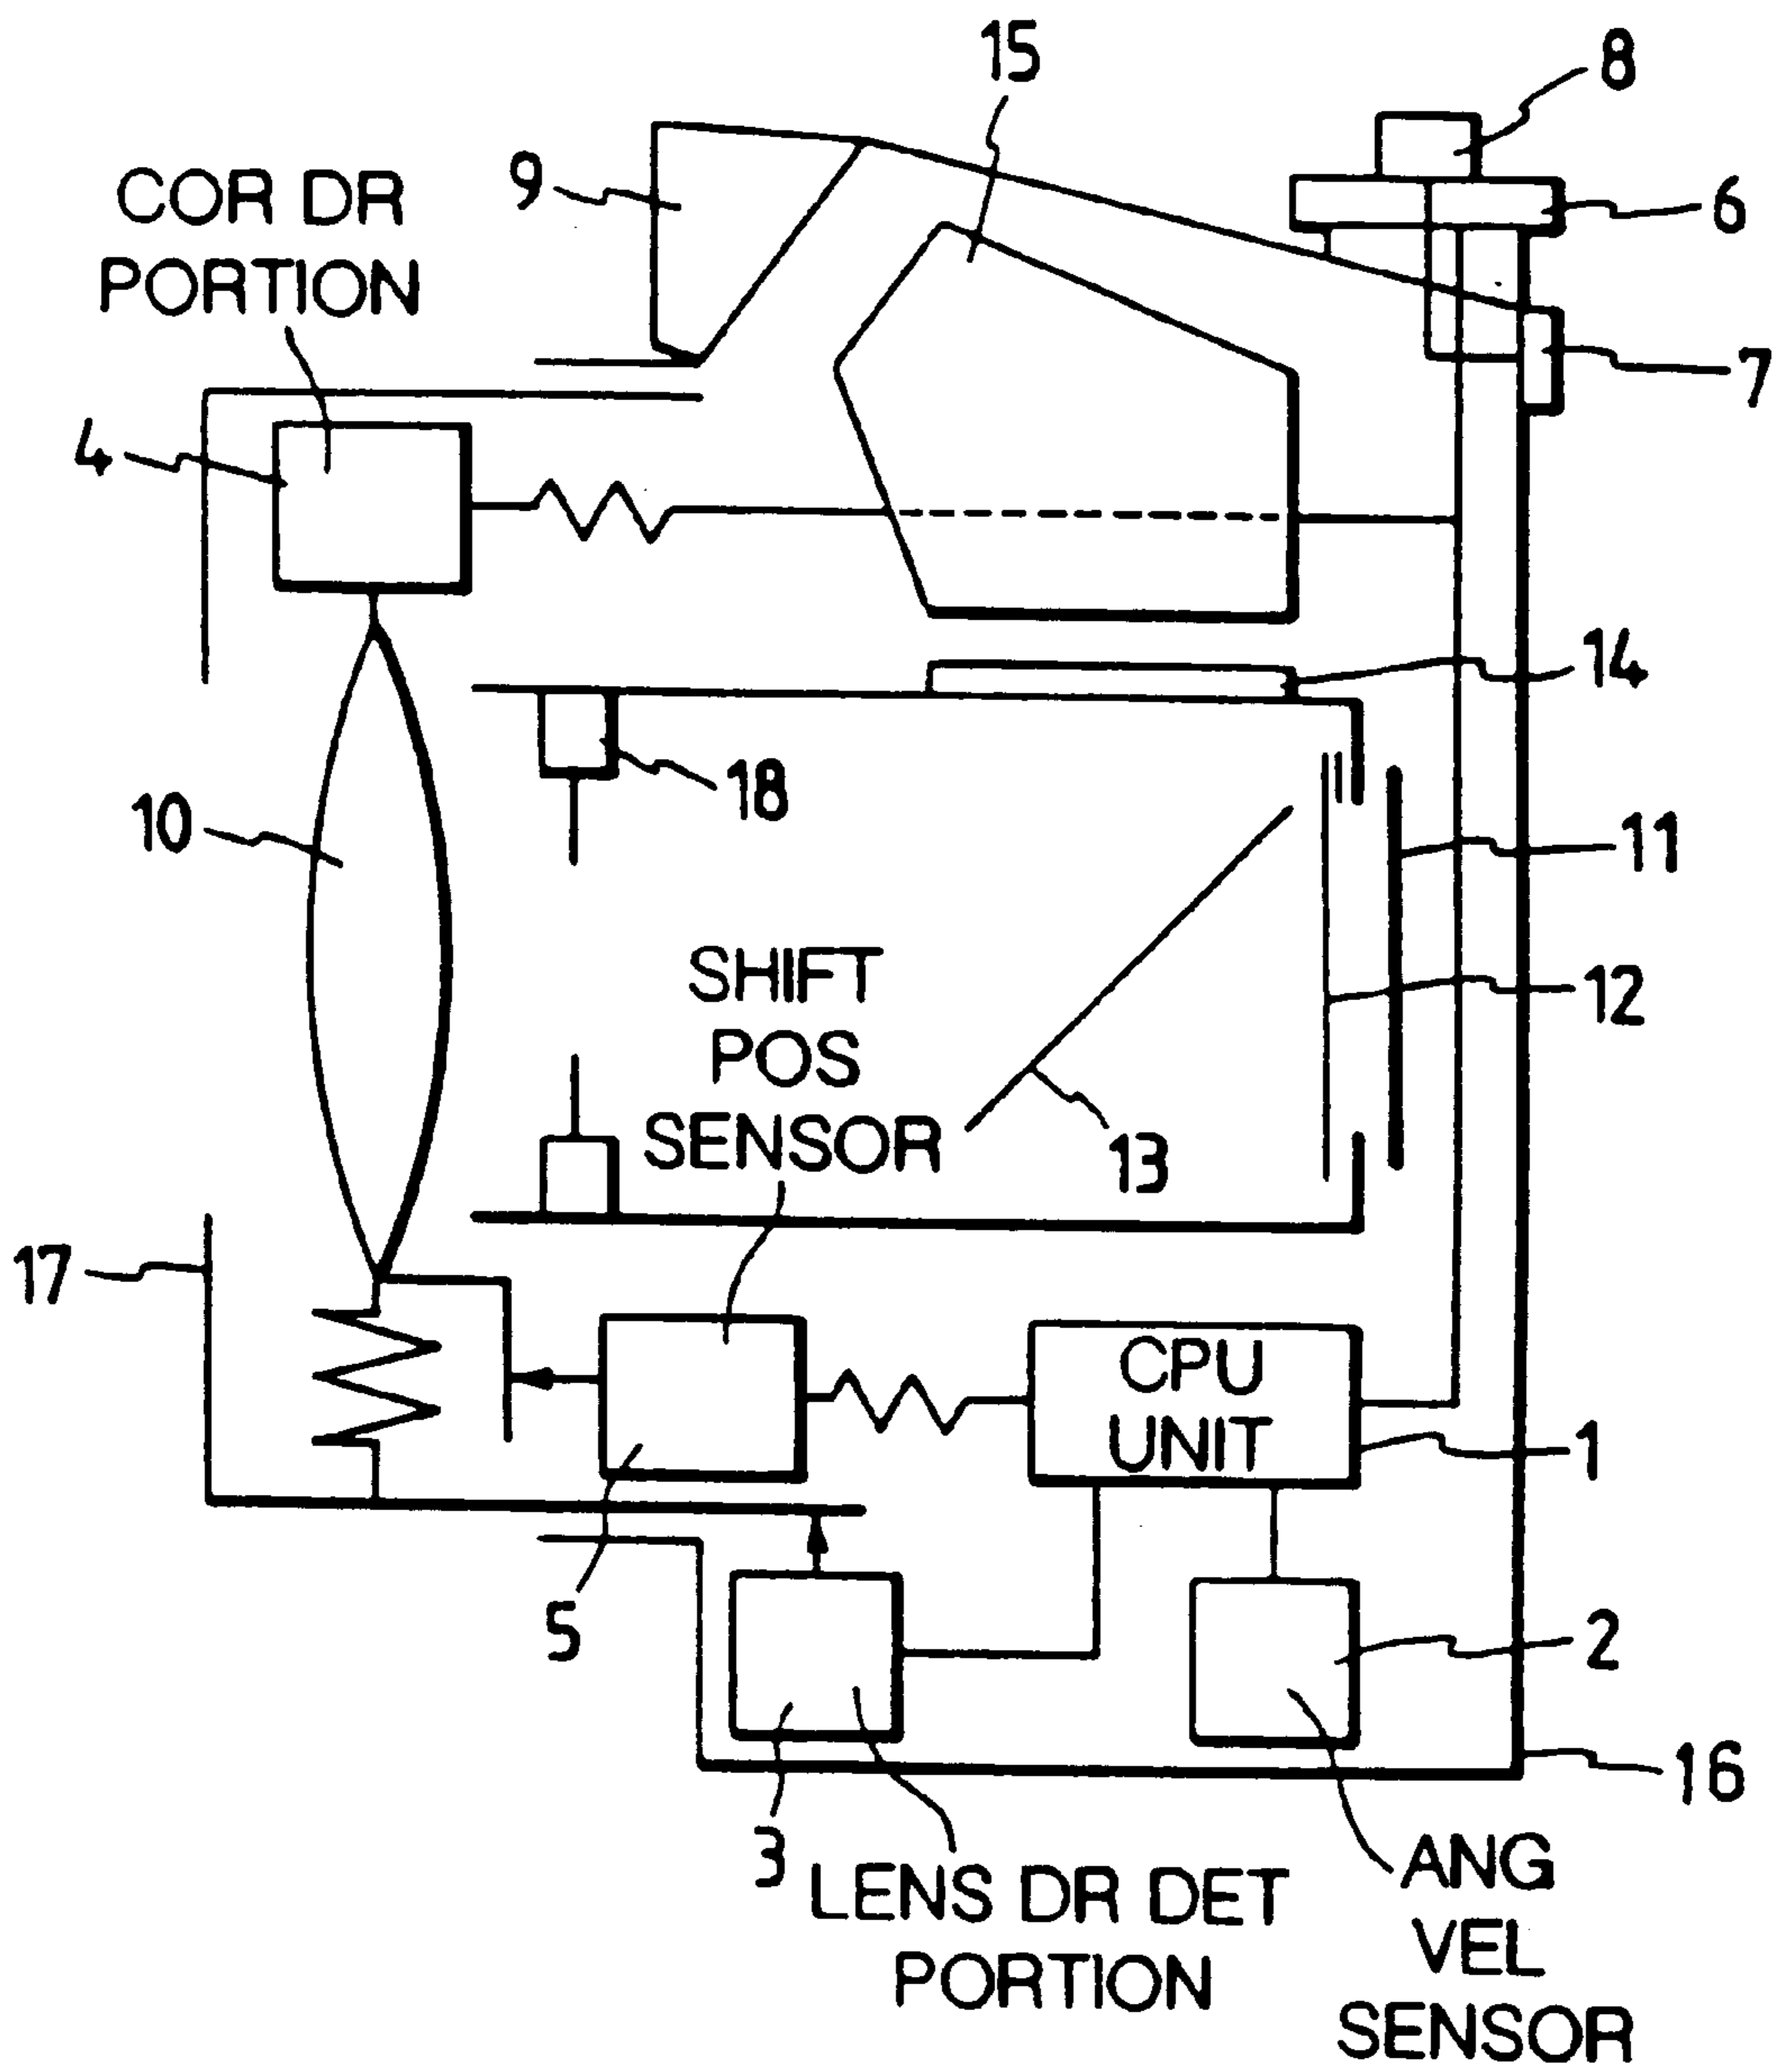 15
8
COR DR
PORTION
9
6
7
4
14
18
10
11
SHIFT
POS
SENSOR
12
13
17
CPU
UNIT
1
5
2
16
3
LENS DR DET
PORTION
ANG
VEL
SENSOR